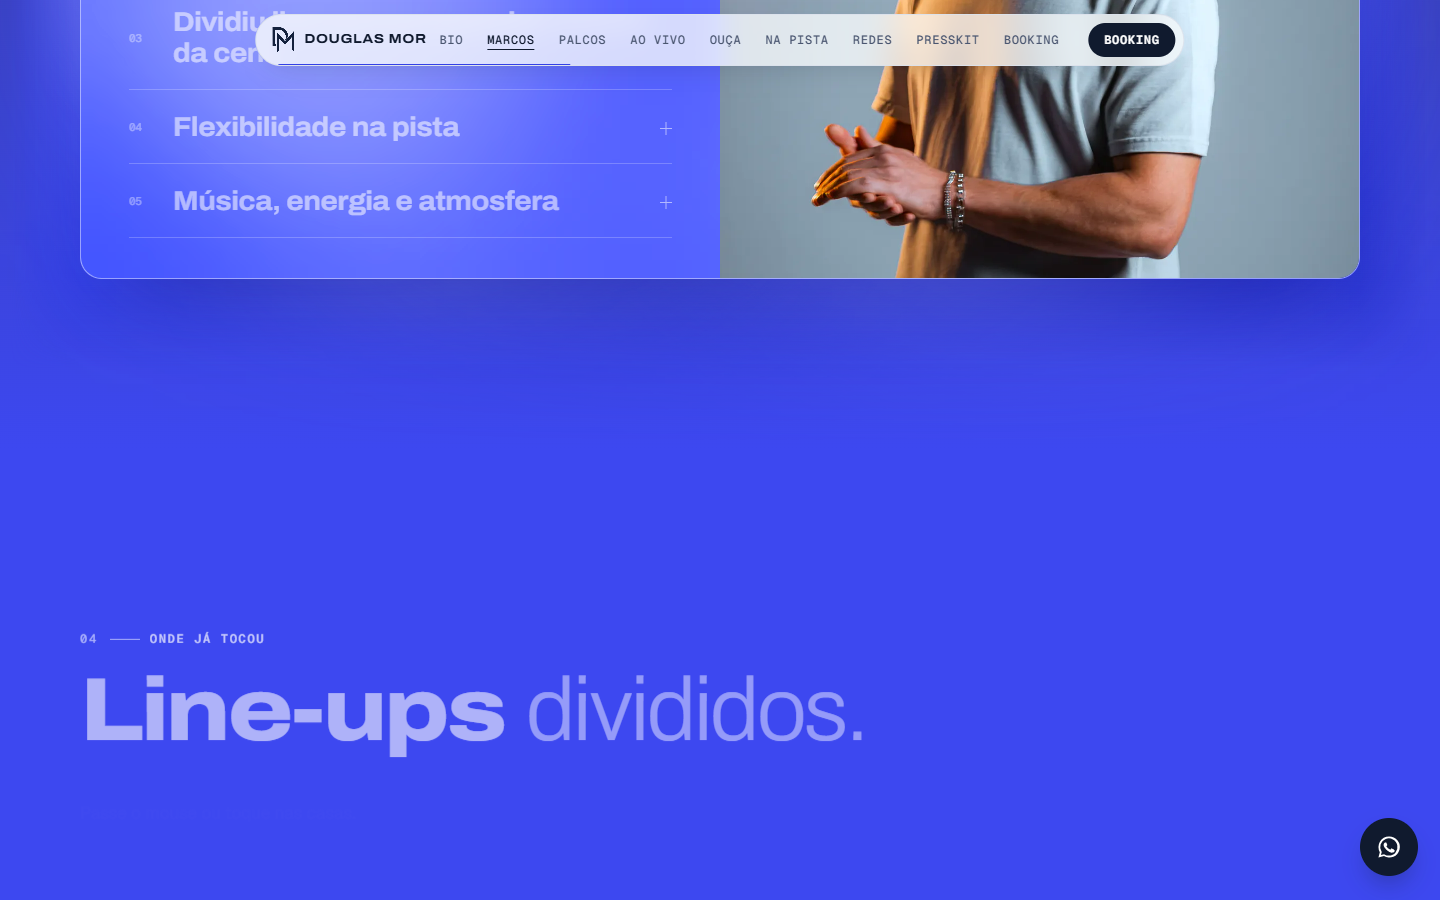 DOUGLAS MOR
BIO
MARCOS
PALCOS
AO VIVO
OUÇA
NA PISTA
REDES
PRESSKIT
BOOKING
BOOKING
03
da cen
04
Flexibilidade na pista
05
Música, energia e atmosfera
04
ONDE JÁ TOCOU
Line-ups divididos.